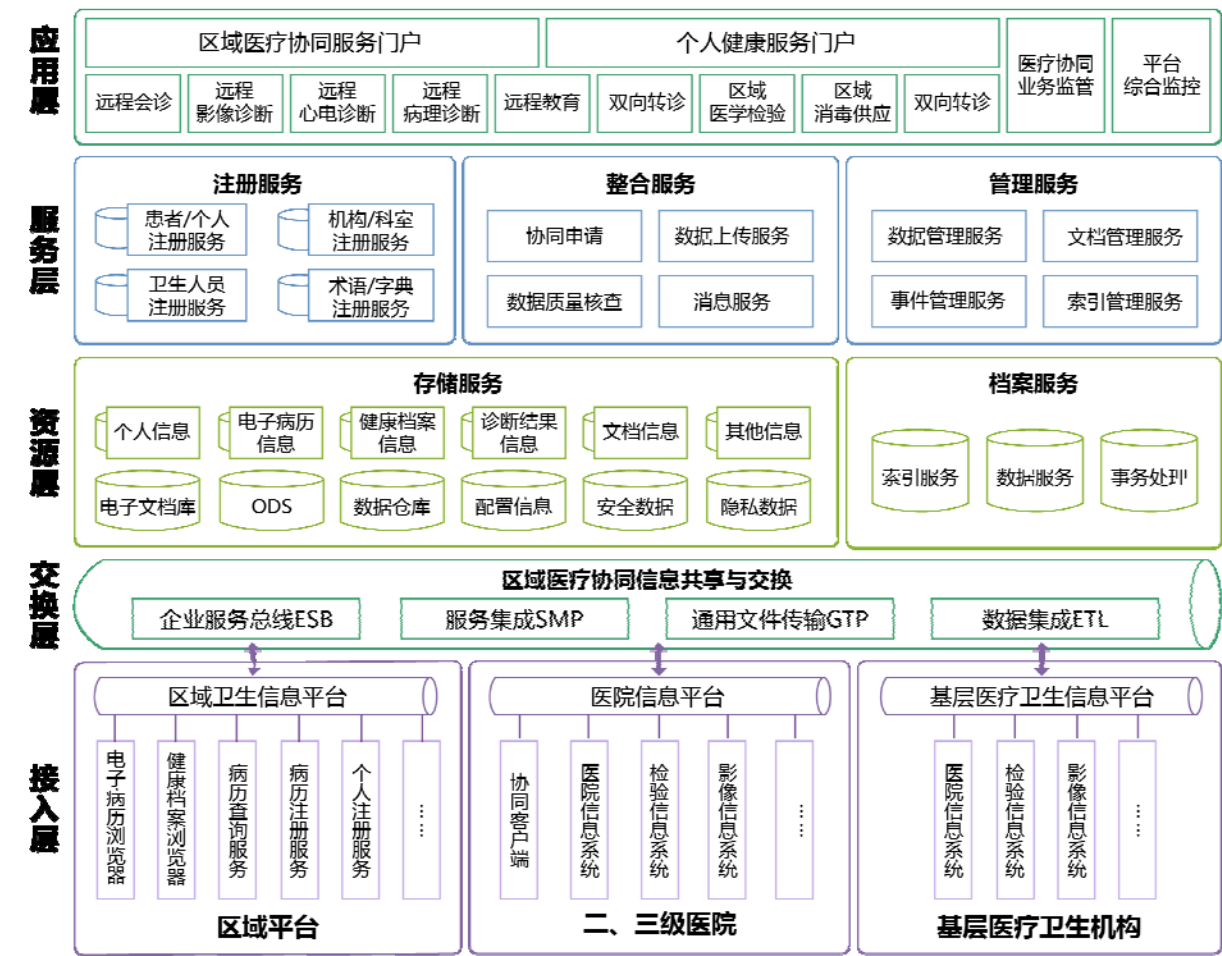 应用层
区域医疗协同服务门户
个人健康服务门户
医疗协同
业务监管
平台
综合监控
远程会诊
远程
影像诊断
远程
心电诊断
远程
病理诊断
远程教育
双向转诊
区域
医学检验
区域
消毒供应
双向转诊
服务层
注册服务
患者/个人
注册服务
机构/科室
注册服务
卫生人员
注册服务
术语/字典
注册服务
整合服务
协同申请
数据上传服务
数据质量核查
消息服务
管理服务
数据管理服务
文档管理服务
事件管理服务
索引管理服务
资源层
存储服务
个人信息
电子病历
信息
健康档案
信息
诊断结果
信息
文档信息
其他信息
电子文档库
ODS
数据仓库
配置信息
安全数据
隐私数据
档案服务
索引服务
数据服务
事务处理
交换层
区域医疗协同信息共享与交换
企业服务总线ESB
服务集成SMP
通用文件传输GTP
数据集成ETL
接入层
区域卫生信息平台
电子病历浏览器
健康档案浏览器
病历查询服务
病历注册服务
个人注册服务
……
区域平台
医院信息平台
协同客户端
医院信息系统
检验信息系统
影像信息系统
……
二、三级医院
基层医疗卫生信息平台
医院信息系统
检验信息系统
影像信息系统
……
基层医疗卫生机构